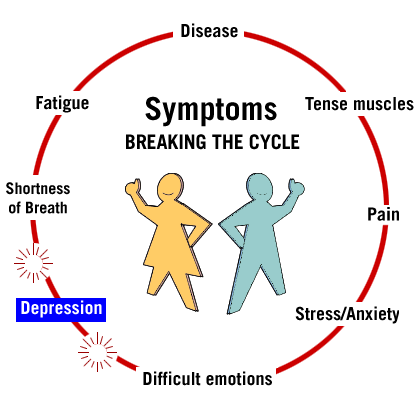 Disease
Fatigue
Tense muscles
Symptoms
BREAKING THE CYCLE
Shortness
of Breath
Pain
Depression
Stress/Anxiety
Difficult emotions